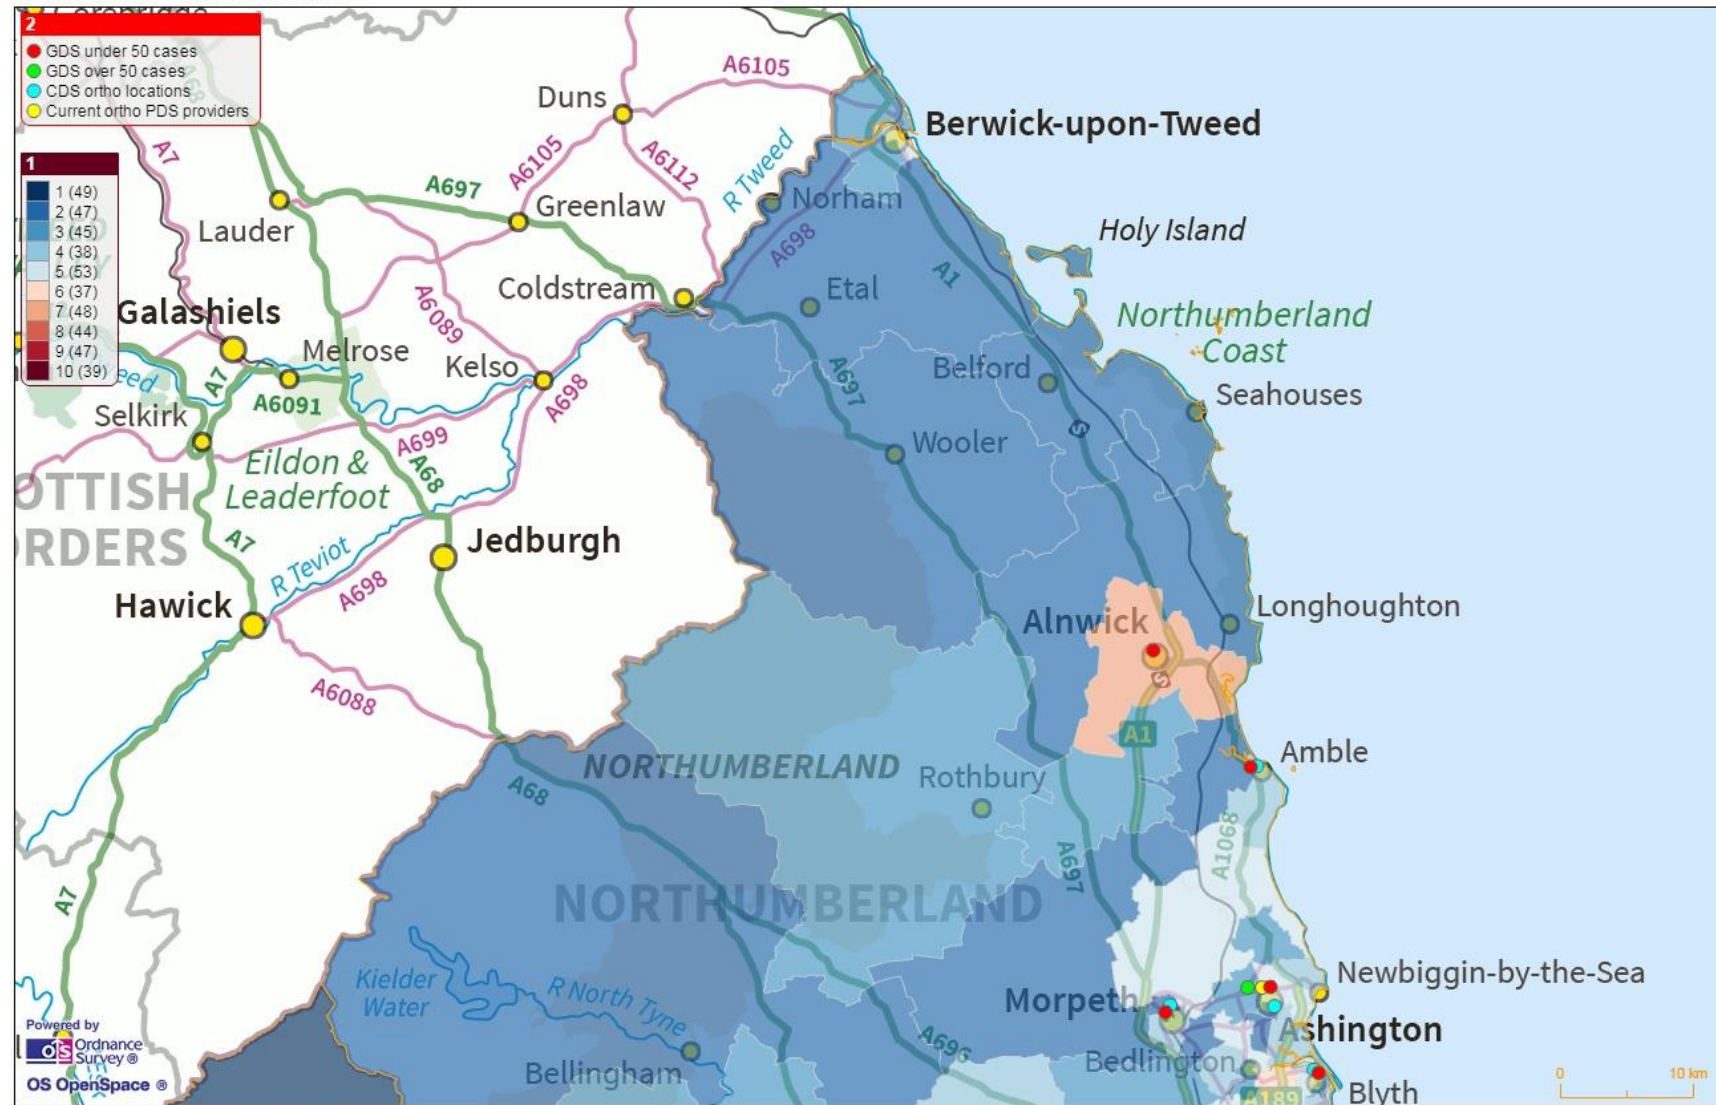 2
GDS under 50 cases
GDS over 50 cases
CDS ortho locations
Current ortho PDS providers
1
1 (49)
2 (47)
3 (45)
4 (38)
5 (53)
6 (37)
7 (48)
8 (44)
9 (47)
10 (39)
A6105
Duns
Berwick-upon-Tweed
A7
A6105
A6112
R Tweed
A697
Norham
Greenlaw
Lauder
A698
Holy Island
A1
Coldstream
Etal
Galashiels
A6089
Northumberland
Coast
Melrose
Kelso
A697
Belford
Seahouses
A7
A6091
A698
Selkirk
A699
S
Wooler
Eildon &
Leaderfoot
A68
OTTISH
RDERS
A7
Jedburgh
R Teviot
A698
Hawick
Longhoughton
Alnwick
S
A6088
A1
Amble
NORTHUMBERLAND
Rothbury
A68
A1068
A697
A7
NORTHUMBERLAND
Kielder
Water
R North Tyne
Newbiggin-by-the-Sea
Morpeth
Ashington
A696
Bedlington
Bellingham
Blyth
A189
Powered by
OS Ordnance
Survey ®
OS OpenSpace ®
0 10 km